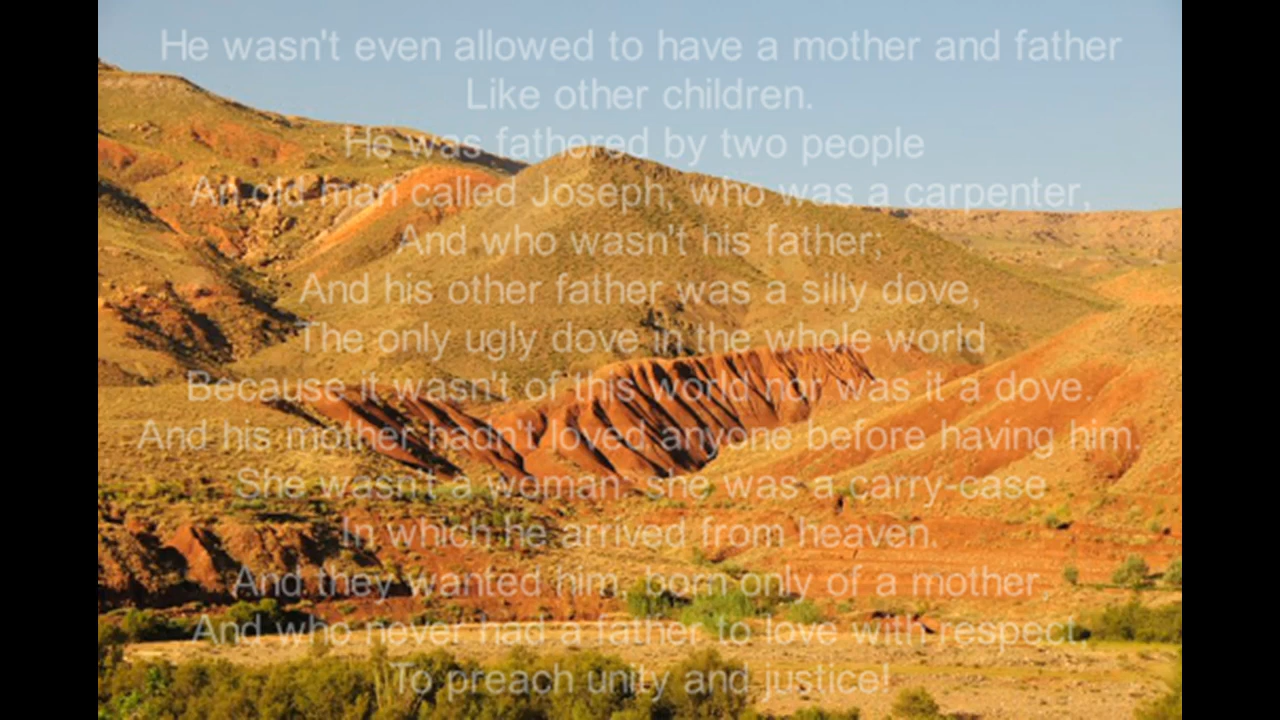 He wasn't even allowed to have a mother and father
Like other children.
He was fathered by two people
An old man called Joseph, who was a carpenter,
And who wasn't his father;
And his other father was a silly dove,
The only ugly dove in the whole world
Because it wasn't of this world nor was it a dove.
And his mother hadn't loved anyone before having him.
She wasn't a woman: she was a carry-case
In which he arrived from heaven.
And they wanted him, born only of a mother,
And who never had a father to love with respect,
To preach unity and justice!